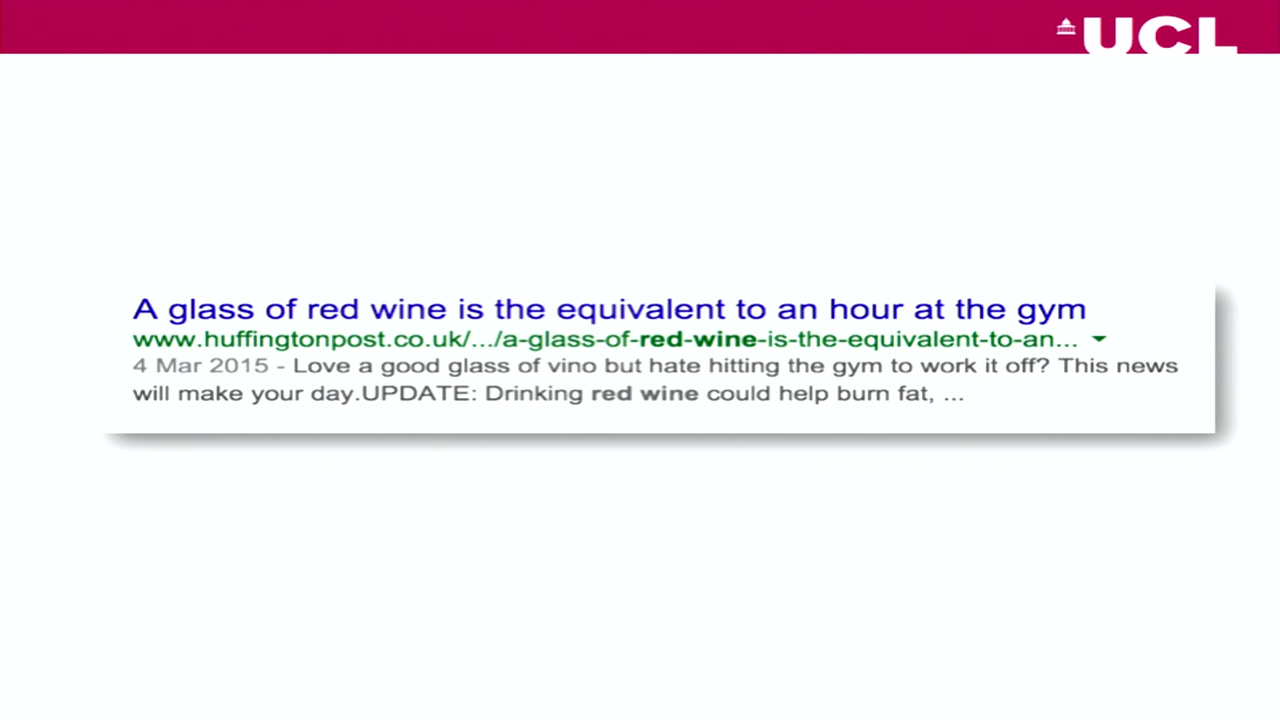 UCL
A glass of red wine is the equivalent to an hour at the gym
www.huffingtonpost.co.uk/.../a-glass-of-red-wine-is-the-equivalent-to-an...
4 Mar 2015 - Love a good glass of vino but hate hitting the gym to work it off? This news
will make your day.UPDATE: Drinking red wine could help burn fat, ...